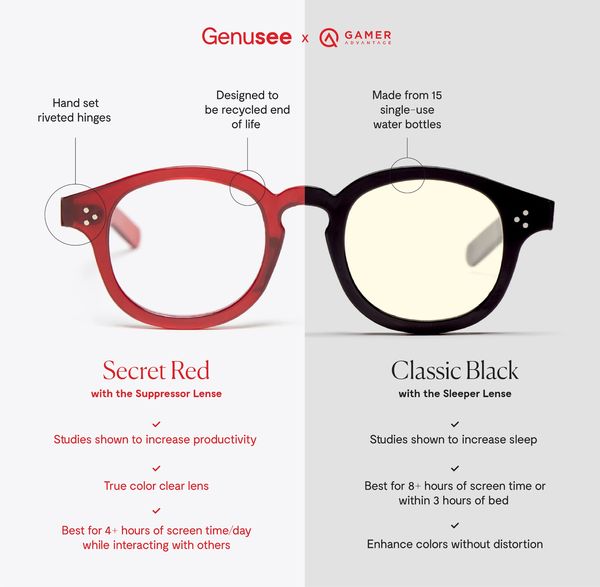 Genusee x GAMER
ADVANTAGE
Hand set
riveted hinges
Designed to
be recycled end
of life
Made from 15
single-use
water bottles
Secret Red
with the Suppressor Lense
Studies shown to increase productivity
True color clear lens
Best for 4+ hours of screen time/day
while interacting with others
Classic Black
with the Sleeper Lense
Studies shown to increase sleep
Best for 8+ hours of screen time or
within 3 hours of bed
Enhance colors without distortion